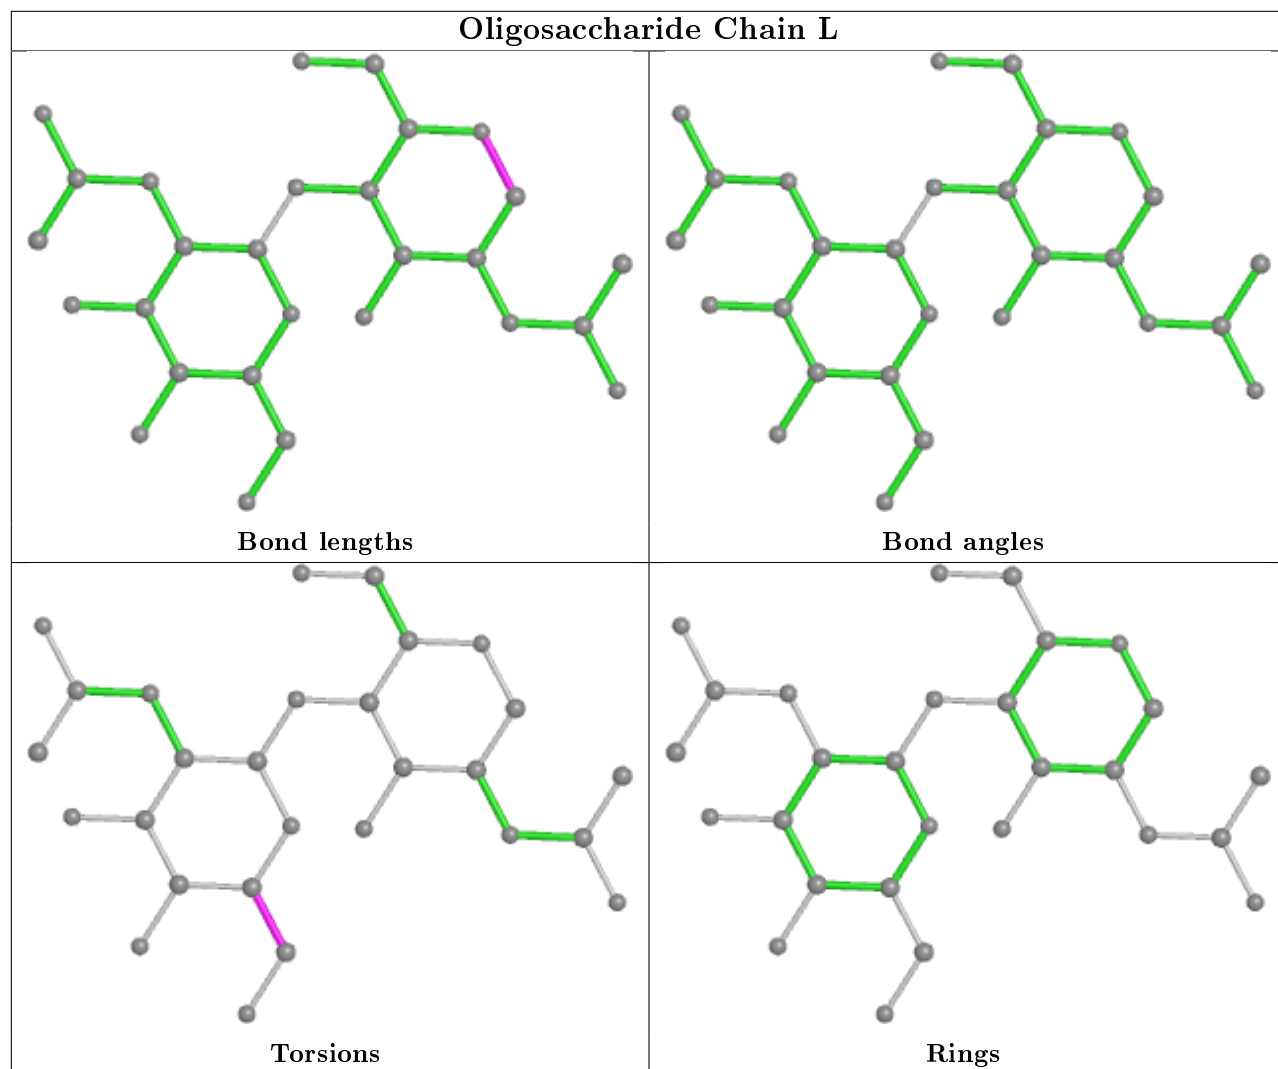 Oligosaccharide Chain L
Bond lengths
Bond angles
Torsions
Rings